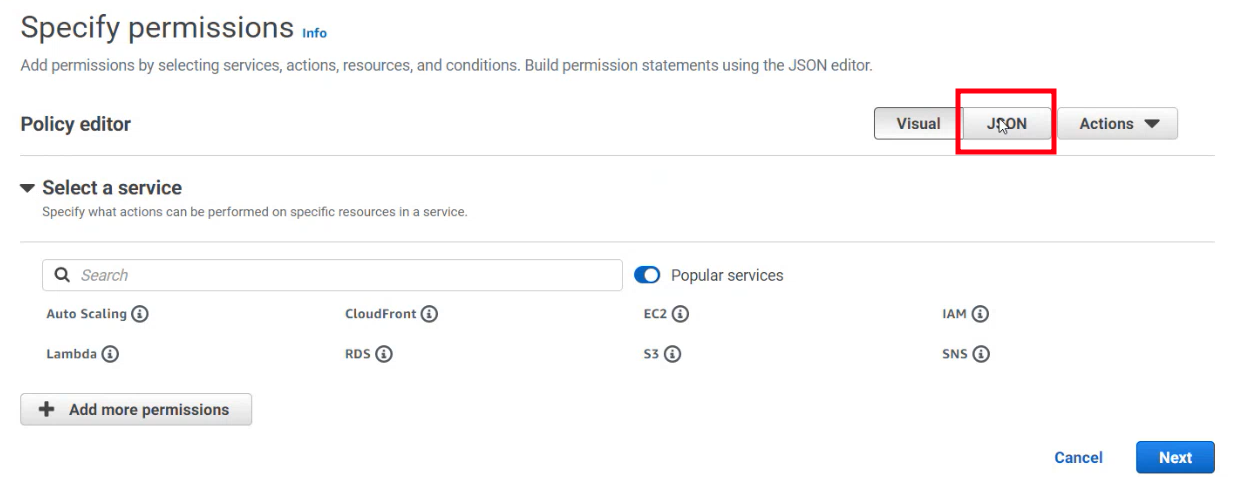 Specify permissions Info
Add permissions by selecting services, actions, resources, and conditions. Build permission statements using the JSON editor.
Policy editor
Visual
JSON
Actions
Select a service
Specify what actions can be performed on specific resources in a service.
Search
Popular services
Auto Scaling
CloudFront
EC2
IAM
Lambda
RDS
S3
SNS
Add more permissions
Cancel
Next